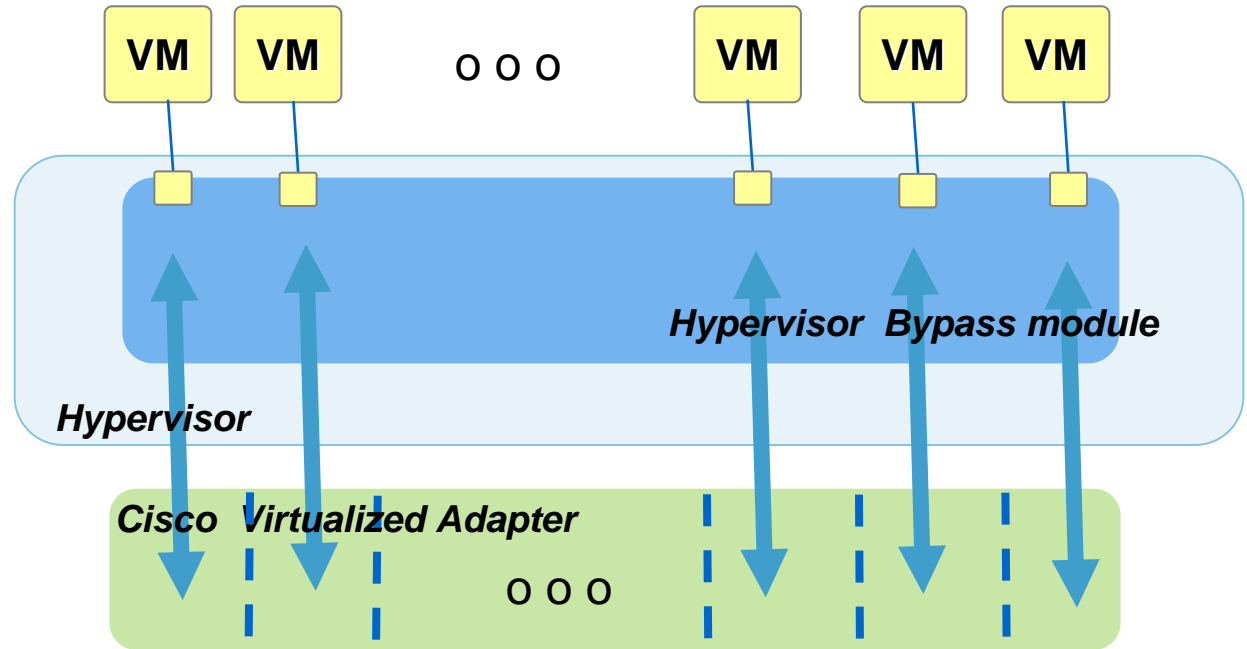 VM VM o o o VM VM VM
Hypervisor Bypass module
Hypervisor
Cisco Virtualized Adapter
o o o